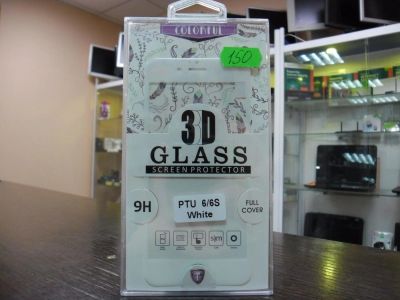 COLORFUL
150
3D
GLASS
SCREEN PROTECTOR
9H
PTU 6/6S
White
FULL
COVER